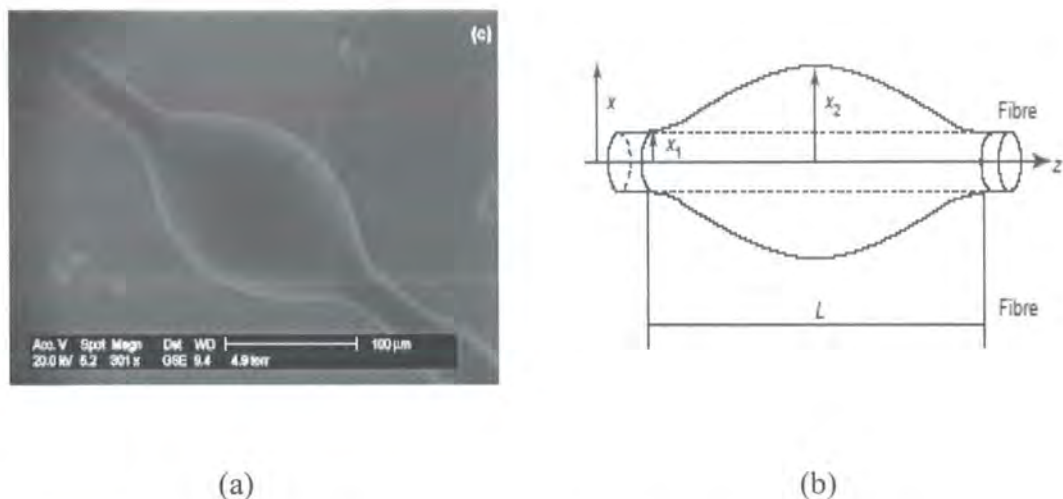 (c)
Acc.V Spot Magn Det WD 100 μm
20.0 kV 5.2 301x GSE 9.4 4.9 torr
x
x2
Fibre
x1
z
L
Fibre
(a)
(b)